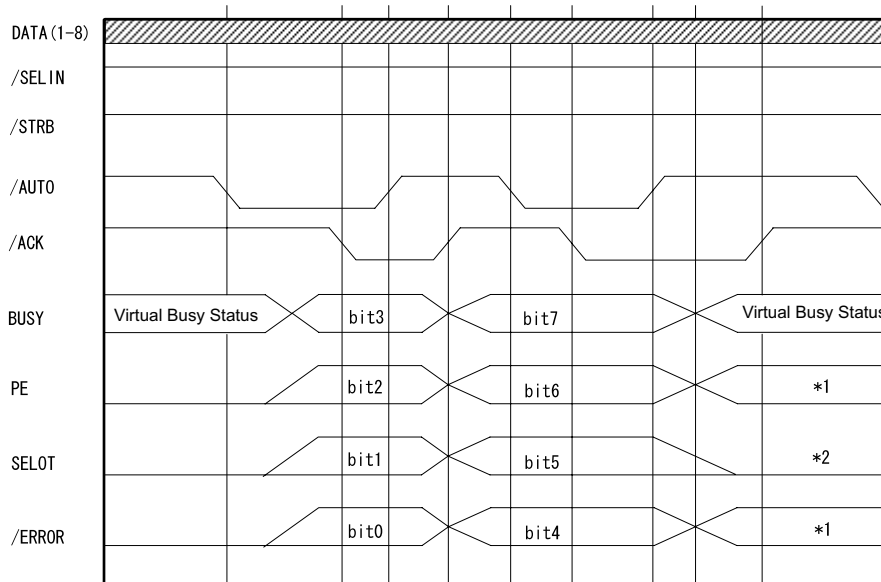 DATA(1-8)
/SELIN
/STRB
/AUTO
/ACK
BUSY Virtual Busy Status bit3 bit7 Virtual Busy Status
PE bit2 bit6 *1
SELOT bit1 bit5 *2
/ERROR bit0 bit4 *1